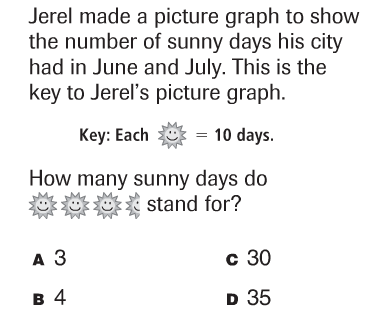 Jerel made a picture graph to show
the number of sunny days his city
had in June and July. This is the
key to Jerel's picture graph.
Key: Each = 10 days.
How many sunny days do
stand for?
A 3
C 30
B 4
D 35